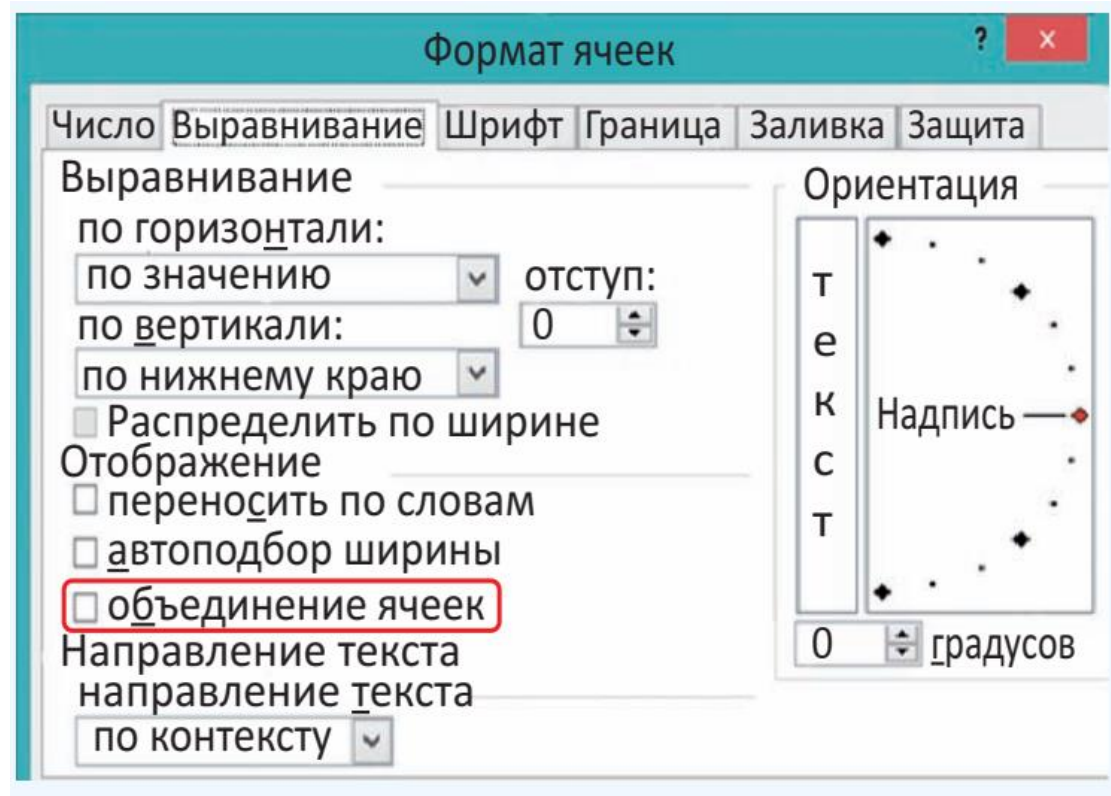 Формат ячеек
? x
Число Выравнивание Шрифт Граница Заливка Защита
Выравнивание
по горизонтали:
по значению
отступ:
по вертикали:
0
по нижнему краю
Распределить по ширине
Отображение
переносить по словам
автоподбор ширины
объединение ячеек
Направление текста
направление текста
по контексту
Ориентация
т
е
к
с
т
Надпись
0 градусов